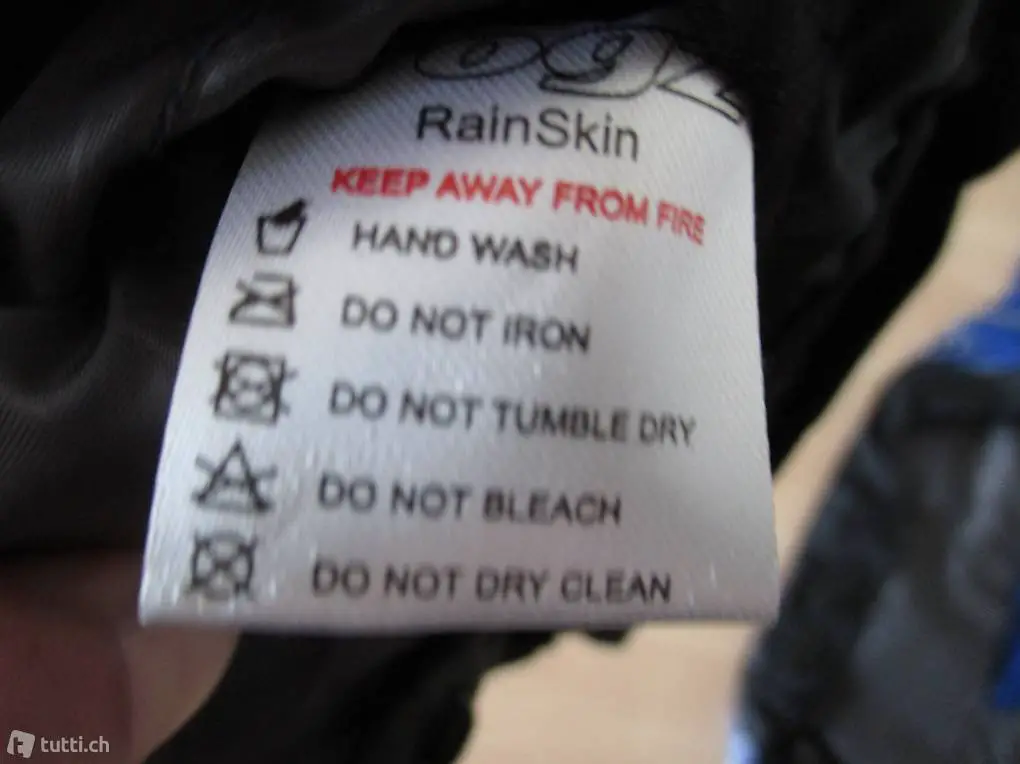 RainSkin
KEEP AWAY FROM FIRE
HAND WASH
DO NOT IRON
DO NOT TUMBLE DRY
DO NOT BLEACH
DO NOT DRY CLEAN
tutti.ch